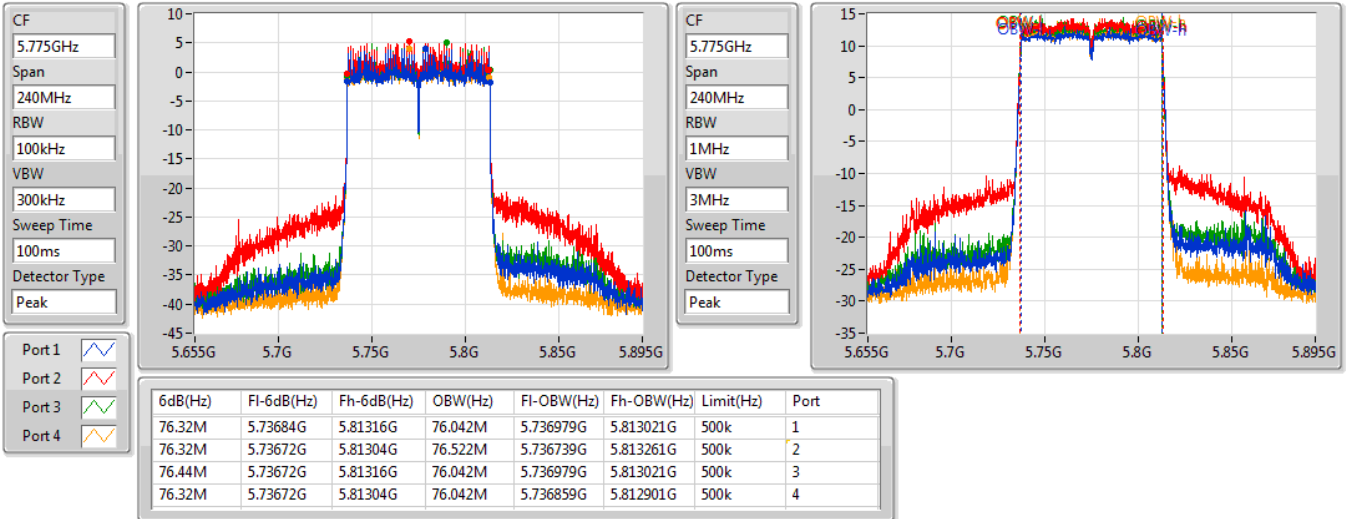 CF
5.775GHz
Span
240MHz
RBW
100kHz
VBW
300kHz
Sweep Time
100ms
Detector Type
Peak
10
5
0
-5
-10
-15
-20
-25
-30
-35
-40
-45
5.655G 5.7G 5.75G 5.8G 5.85G 5.895G
CF
5.775GHz
Span
240MHz
RBW
1MHz
VBW
3MHz
Sweep Time
100ms
Detector Type
Peak
15
10
5
0
-5
-10
-15
-20
-25
-30
-35
5.655G 5.7G 5.75G 5.8G 5.85G 5.895G
Port 1
Port 2
Port 3
Port 4
6dB(Hz) Fl-6dB(Hz) Fh-6dB(Hz) OBW(Hz) Fl-OBW(Hz) Fh-OBW(Hz) Limit(Hz) Port
76.32M 5.73684G 5.81316G 76.042M 5.736979G 5.813021G 500k 1
76.32M 5.73672G 5.81304G 76.522M 5.736739G 5.813261G 500k 2
76.44M 5.73672G 5.81316G 76.042M 5.736979G 5.813021G 500k 3
76.32M 5.73672G 5.81304G 76.042M 5.736859G 5.812901G 500k 4